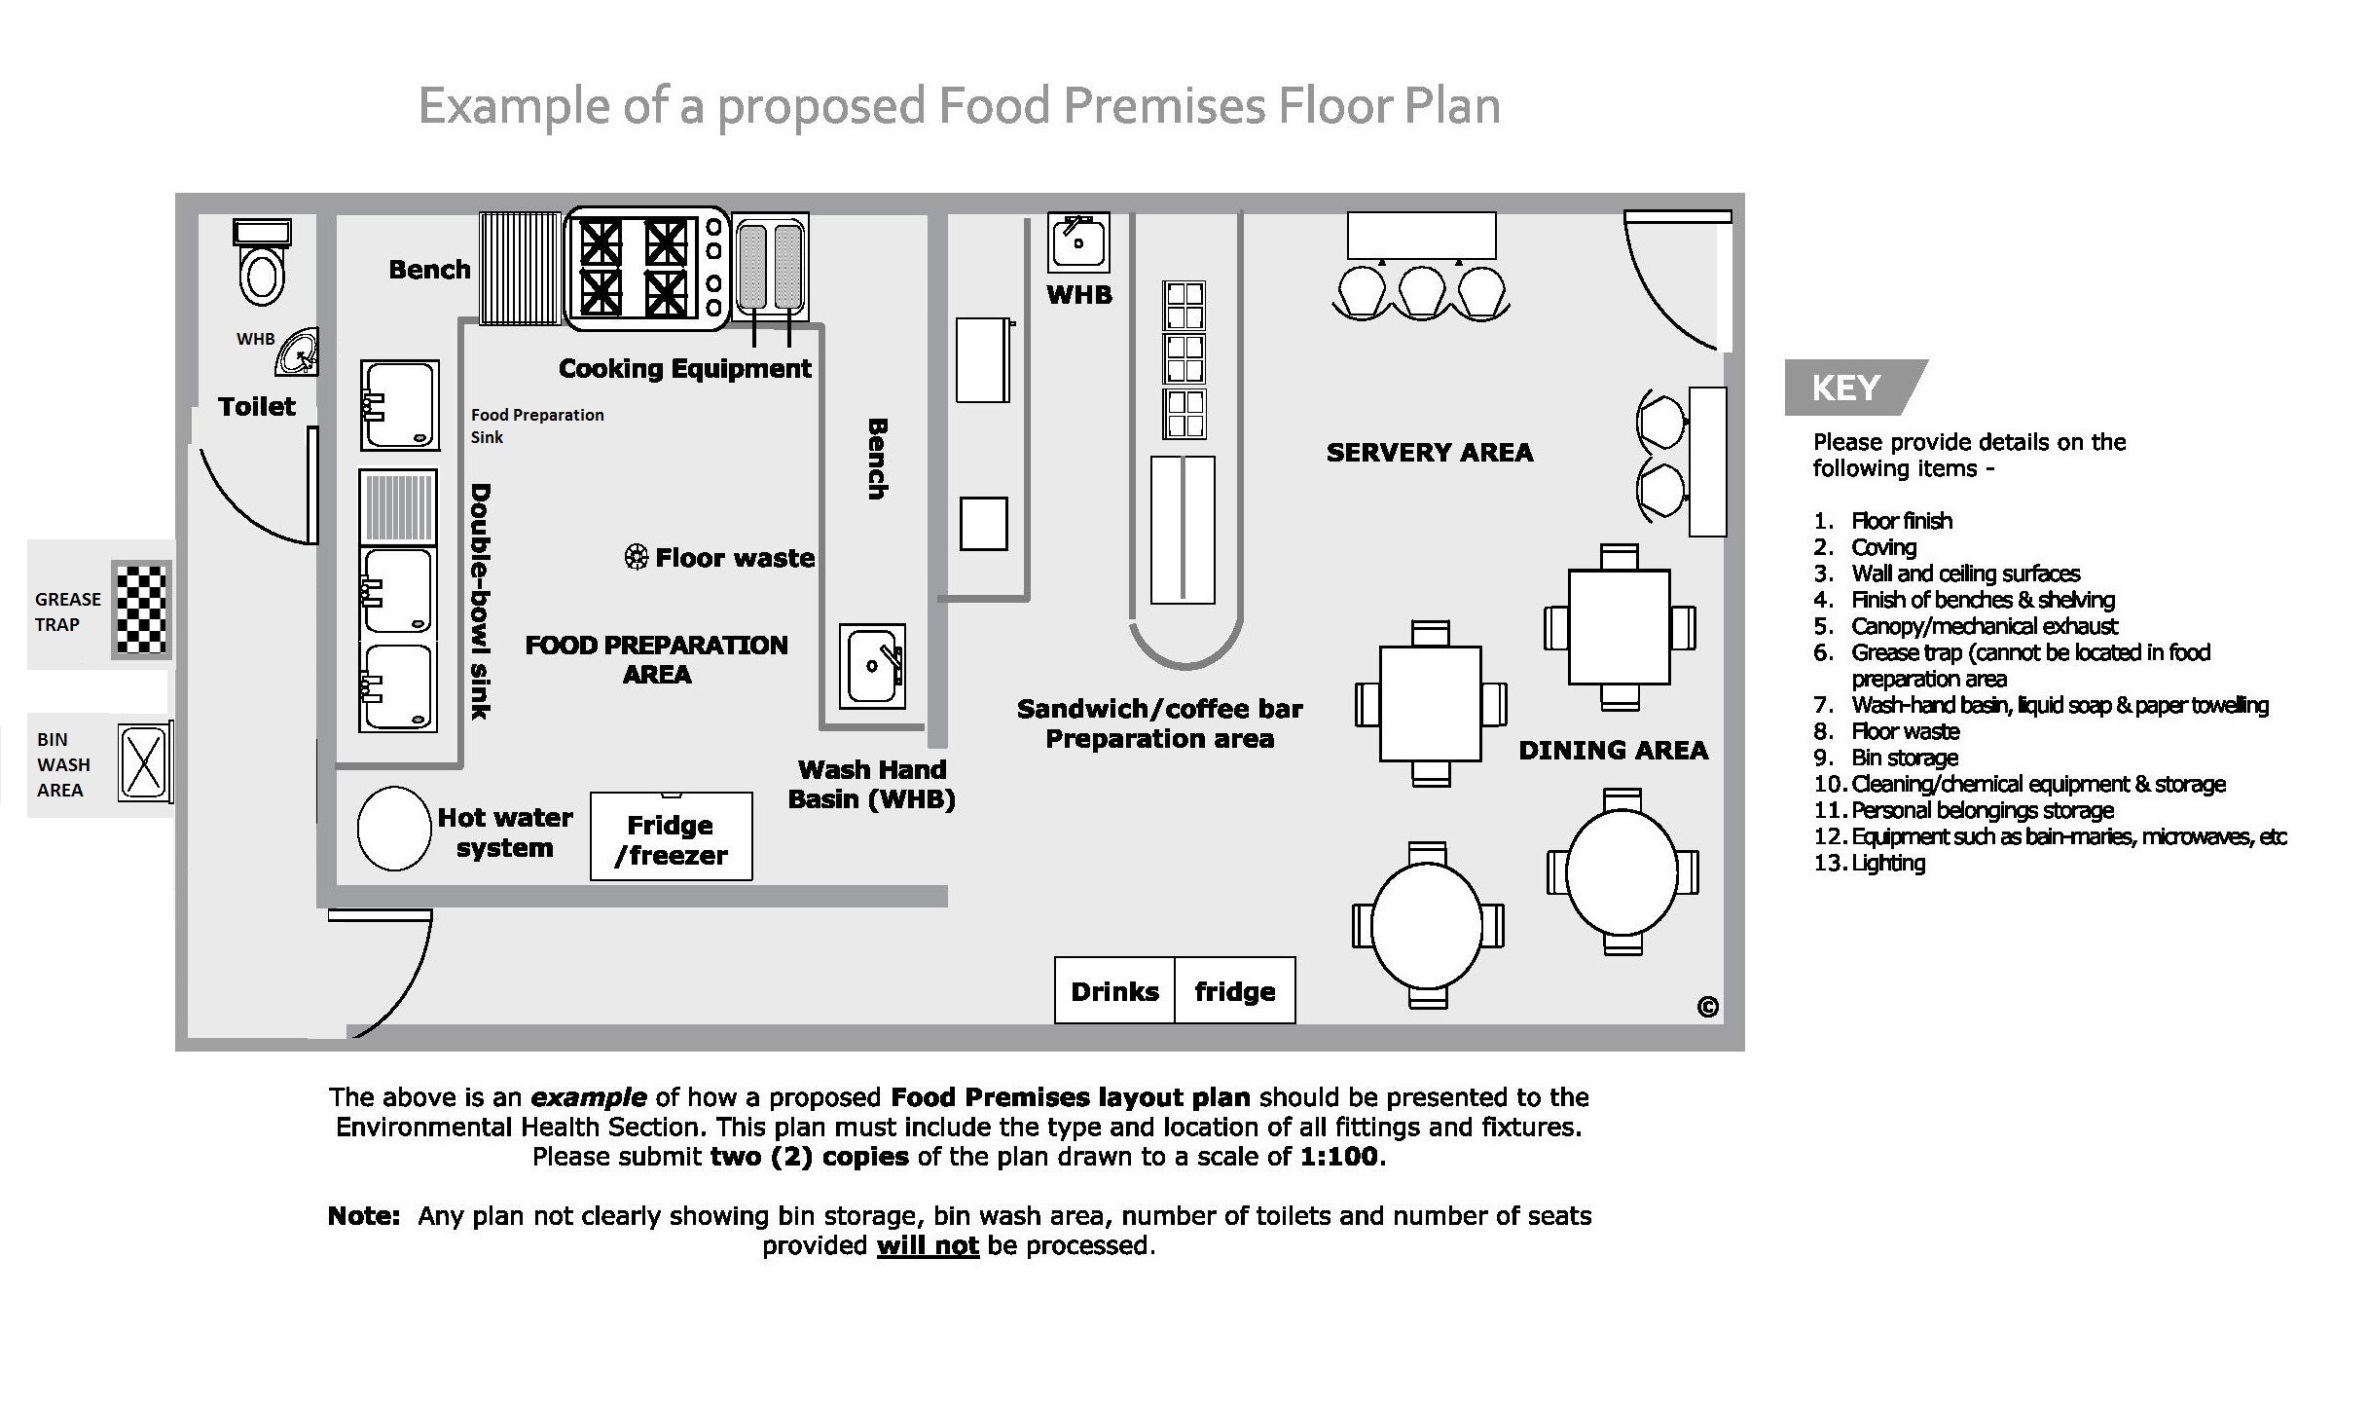 Example of a proposed Food Premises Floor Plan
Bench
WHB
WHB
Cooking Equipment
Toilet
Food Preparation
Sink
Bench
SERVERY AREA
Double-bowl sink
Floor waste
GREASE
TRAP
FOOD PREPARATION
AREA
Sandwich/coffee bar
Preparation area
BIN
WASH
AREA
DINING AREA
Wash Hand
Basin (WHB)
Hot water
system
Fridge
/freezer
Drinks
fridge
©
KEY
Please provide details on the
following items -
1. Floor finish
2. Coving
3. Wall and ceiling surfaces
4. Finish of benches & shelving
5. Canopy/mechanical exhaust
6. Grease trap (cannot be located in food
preparation area
7. Wash-hand basin, liquid soap & paper towelling
8. Floor waste
9. Bin storage
10. Cleaning/chemical equipment & storage
11. Personal belongings storage
12. Equipment such as bain-maries, microwaves, etc
13. Lighting
The above is an example of how a proposed Food Premises layout plan should be presented to the
Environmental Health Section. This plan must include the type and location of all fittings and fixtures.
Please submit two (2) copies of the plan drawn to a scale of 1:100.
Note: Any plan not clearly showing bin storage, bin wash area, number of toilets and number of seats
provided will not be processed.